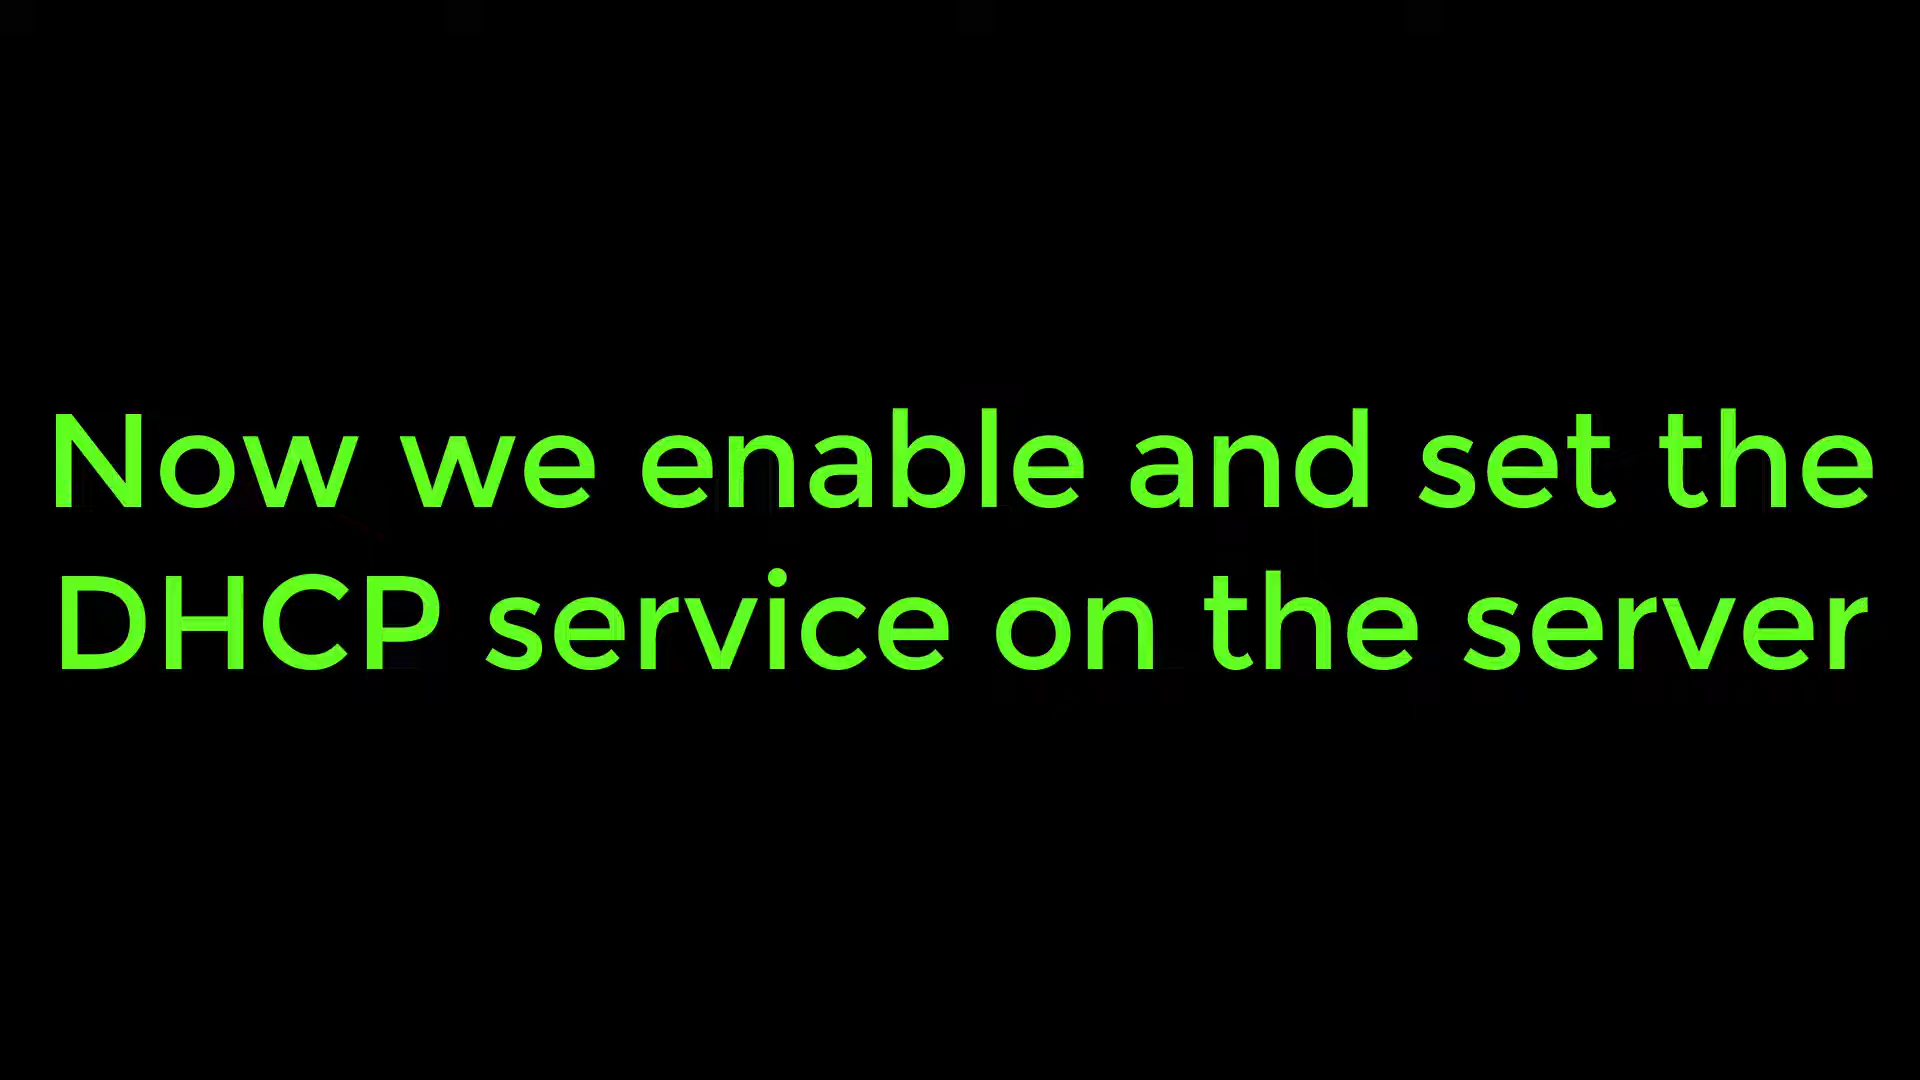 Now we enable and set the
DHCP service on the server